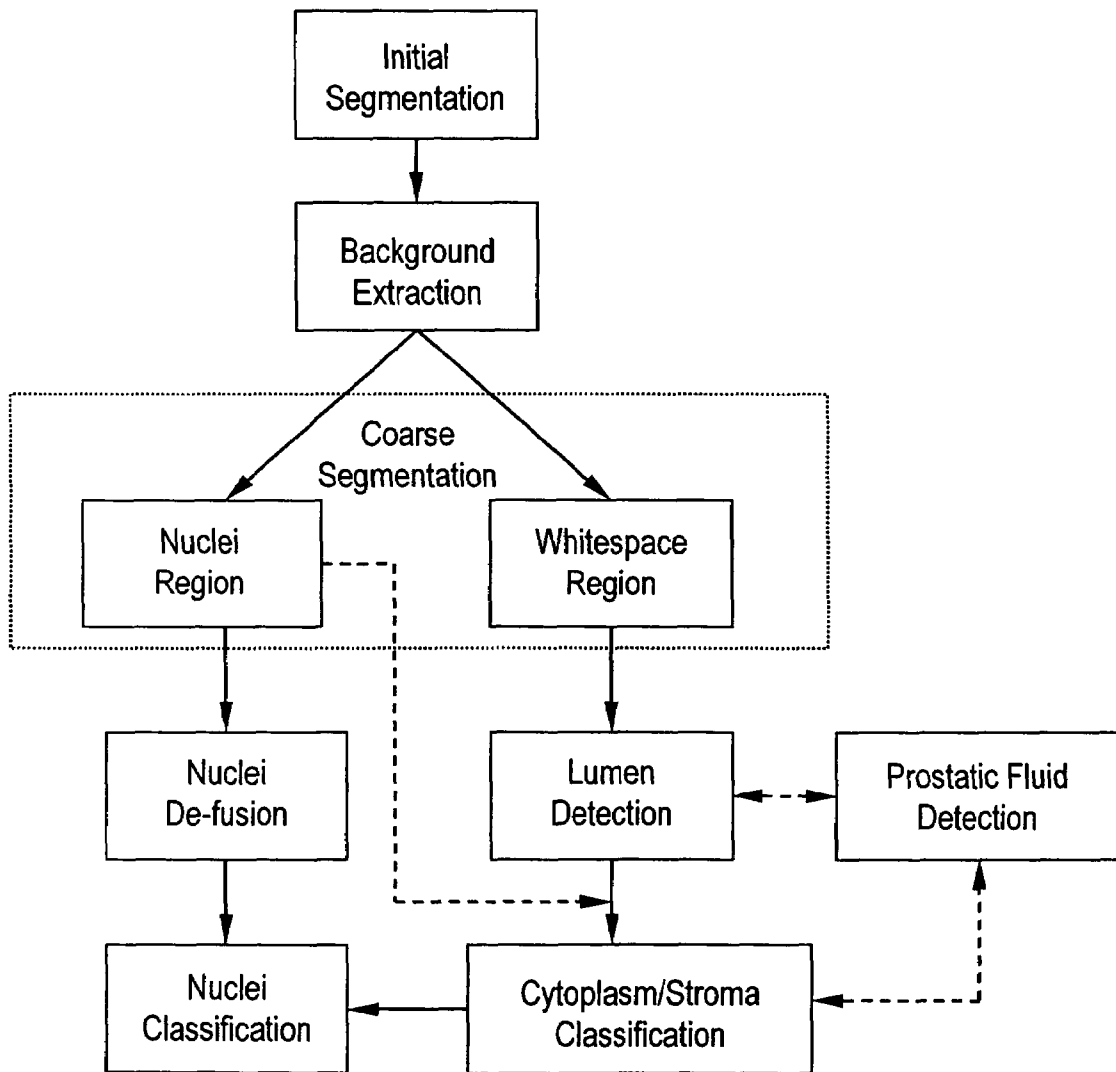 Initial
Segmentation
Background
Extraction
Coarse
Segmentation
Nuclei
Region
Whitespace
Region
Nuclei
De-fusion
Lumen
Detection
Prostatic Fluid
Detection
Nuclei
Classification
Cytoplasm/Stroma
Classification